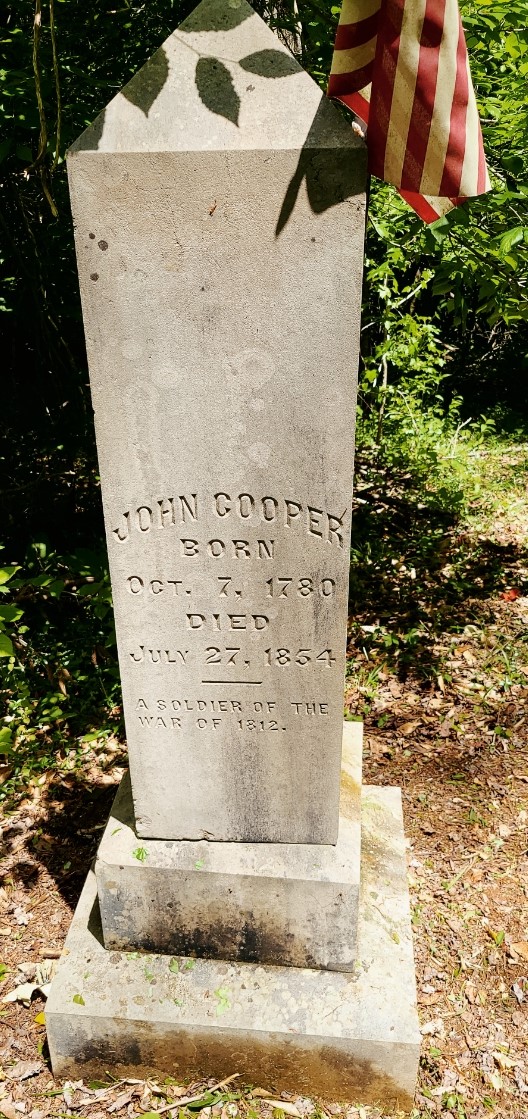 JOHN COOPER
BORN
OCT. 7, 1780
DIED
JULY 27, 1854
A SOLDIER OF THE
WAR OF 1812.